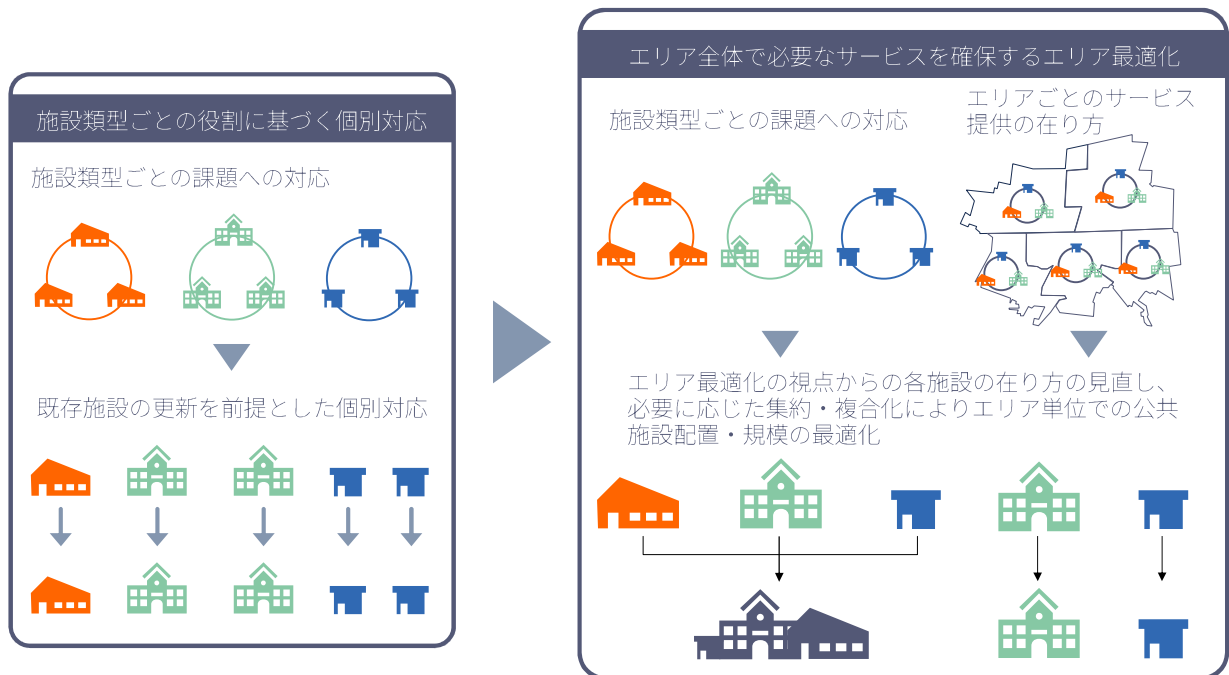 施設類型ごとの役割に基づく個別対応
施設類型ごとの課題への対応
既存施設の更新を前提とした個別対応
エリア全体で必要なサービスを確保するエリア最適化
施設類型ごとの課題への対応
エリアごとのサービス
提供の在り方
エリア最適化の視点からの各施設の在り方の見直し、
必要に応じた集約・複合化によりエリア単位での公共
施設配置・規模の最適化